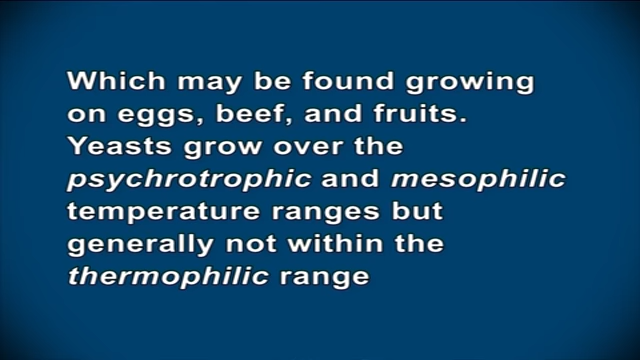 Which may be found growing
on eggs, beef, and fruits.
Yeasts grow over the
psychrotrophic and mesophilic
temperature ranges but
generally not within the
thermophilic range